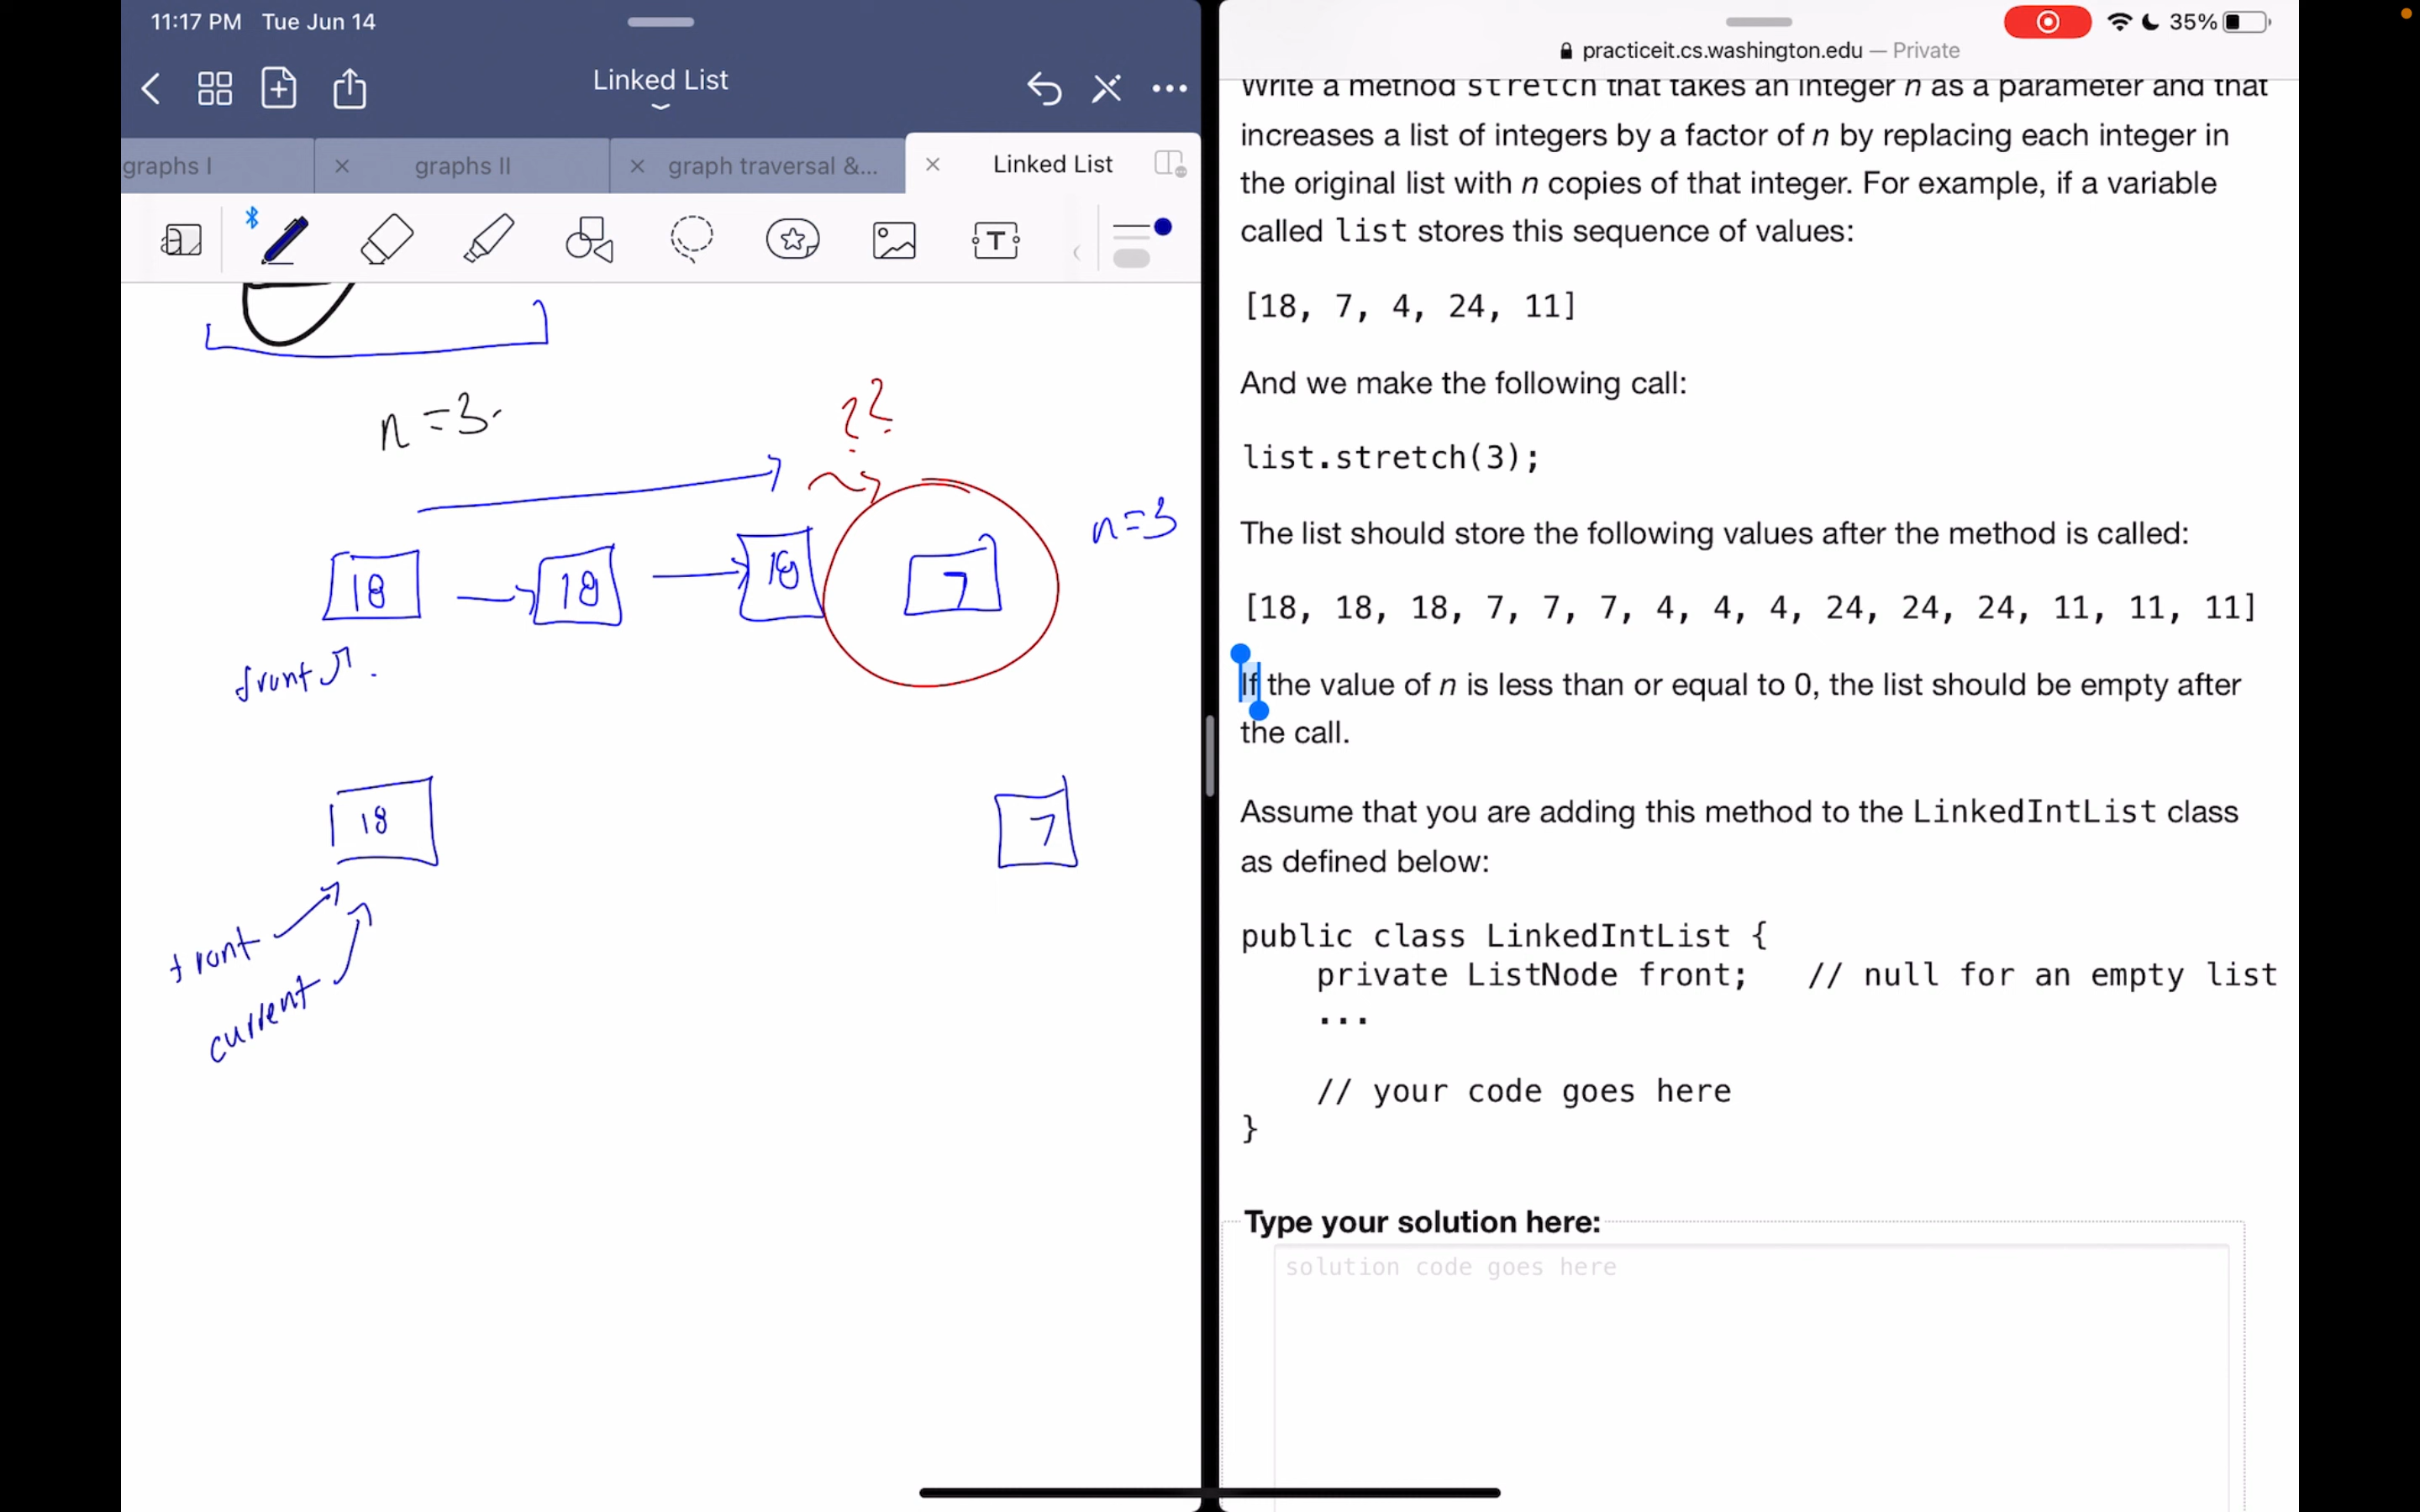 11:17 PM Tue Jun 14
Linked List
graphs I
graphs II
graph traversal &...
Linked List
T
n = 3.
??
n = 3
18
18
18
7
front
18
7
front
current
35%
practiceit.cs.washington.edu — Private
Write a method stretch that takes an integer n as a parameter and that
increases a list of integers by a factor of n by replacing each integer in
the original list with n copies of that integer. For example, if a variable
called list stores this sequence of values:
[18, 7, 4, 24, 11]
And we make the following call:
list.stretch(3);
The list should store the following values after the method is called:
[18, 18, 18, 7, 7, 7, 4, 4, 4, 24, 24, 24, 11, 11, 11]
If the value of n is less than or equal to 0, the list should be empty after
the call.
Assume that you are adding this method to the LinkedIntList class
as defined below:
public class LinkedIntList {
    private ListNode front;   // null for an empty list
    ...
    // your code goes here
}
Type your solution here:
solution code goes here